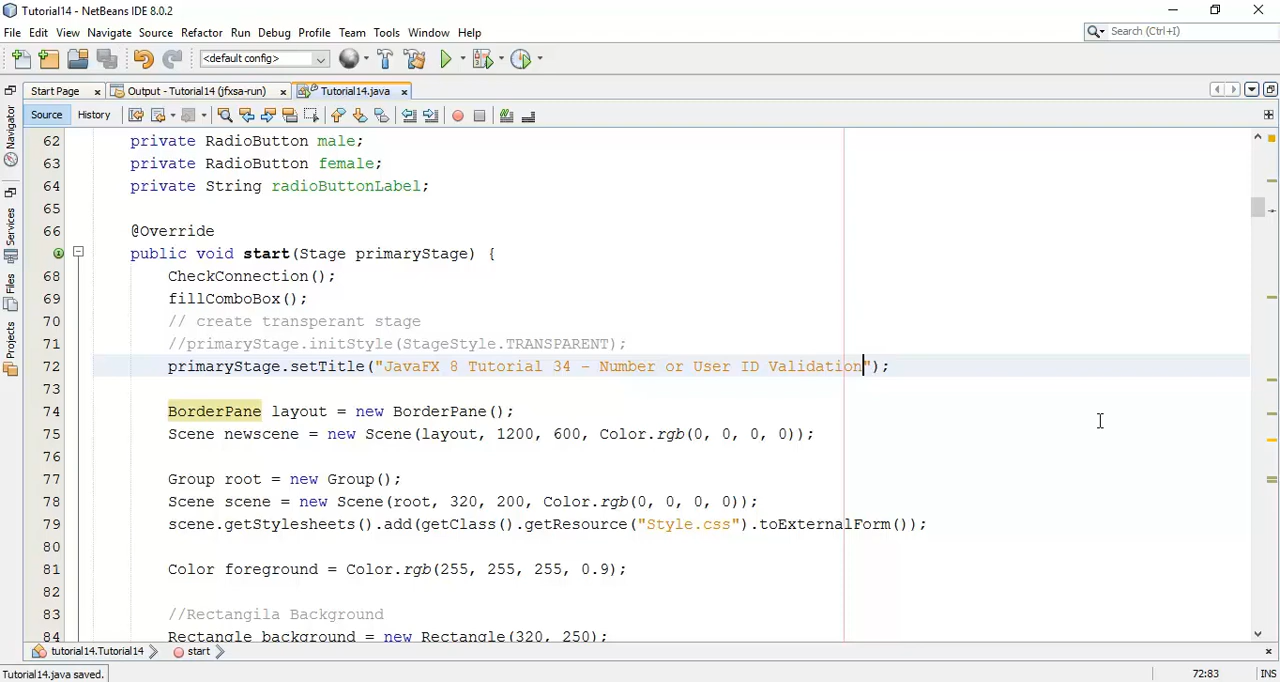 Tutorial14 - NetBeans IDE 8.0.2
File Edit View Navigate Source Refactor Run Debug Profile Team Tools Window Help
Search (Ctrl+I)
<default config>
Start Page Output - Tutorial14 (jfxsa-run) Tutorial14.java
Source History
Navigator
Services
Files
Projects
62 private RadioButton male;
63 private RadioButton female;
64 private String radioButtonLabel;
65
66 @Override
public void start(Stage primaryStage) {
68 CheckConnection();
69 fillComboBox();
70 // create transperant stage
71 //primaryStage.initStyle(StageStyle.TRANSPARENT);
72 primaryStage.setTitle("JavaFX 8 Tutorial 34 - Number or User ID Validation");
73
74 BorderPane layout = new BorderPane();
75 Scene newscene = new Scene(layout, 1200, 600, Color.rgb(0, 0, 0, 0));
76
77 Group root = new Group();
78 Scene scene = new Scene(root, 320, 200, Color.rgb(0, 0, 0, 0));
79 scene.getStylesheets().add(getClass().getResource("Style.css").toExternalForm());
80
81 Color foreground = Color.rgb(255, 255, 255, 0.9);
82
83 //Rectangila Background
84 Rectangle background = new Rectangle(320, 250);
tutorial14.Tutorial14 start
Tutorial14.java saved. 72:83 INS